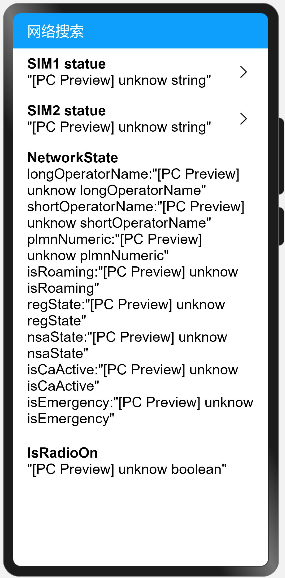 网络搜索
SIM1 statue
"[PC Preview] unknow string"
SIM2 statue
"[PC Preview] unknow string"
NetworkState
longOperatorName:"[PC Preview]
unknow longOperatorName"
shortOperatorName:"[PC Preview]
unknow shortOperatorName"
plmnNumeric:"[PC Preview]
unknow plmnNumeric"
isRoaming:"[PC Preview] unknow
isRoaming"
regState:"[PC Preview] unknow
regState"
nsaState:"[PC Preview] unknow
nsaState"
isCaActive:"[PC Preview] unknow
isCaActive"
isEmergency:"[PC Preview] unknow
isEmergency"
IsRadioOn
"[PC Preview] unknow boolean"